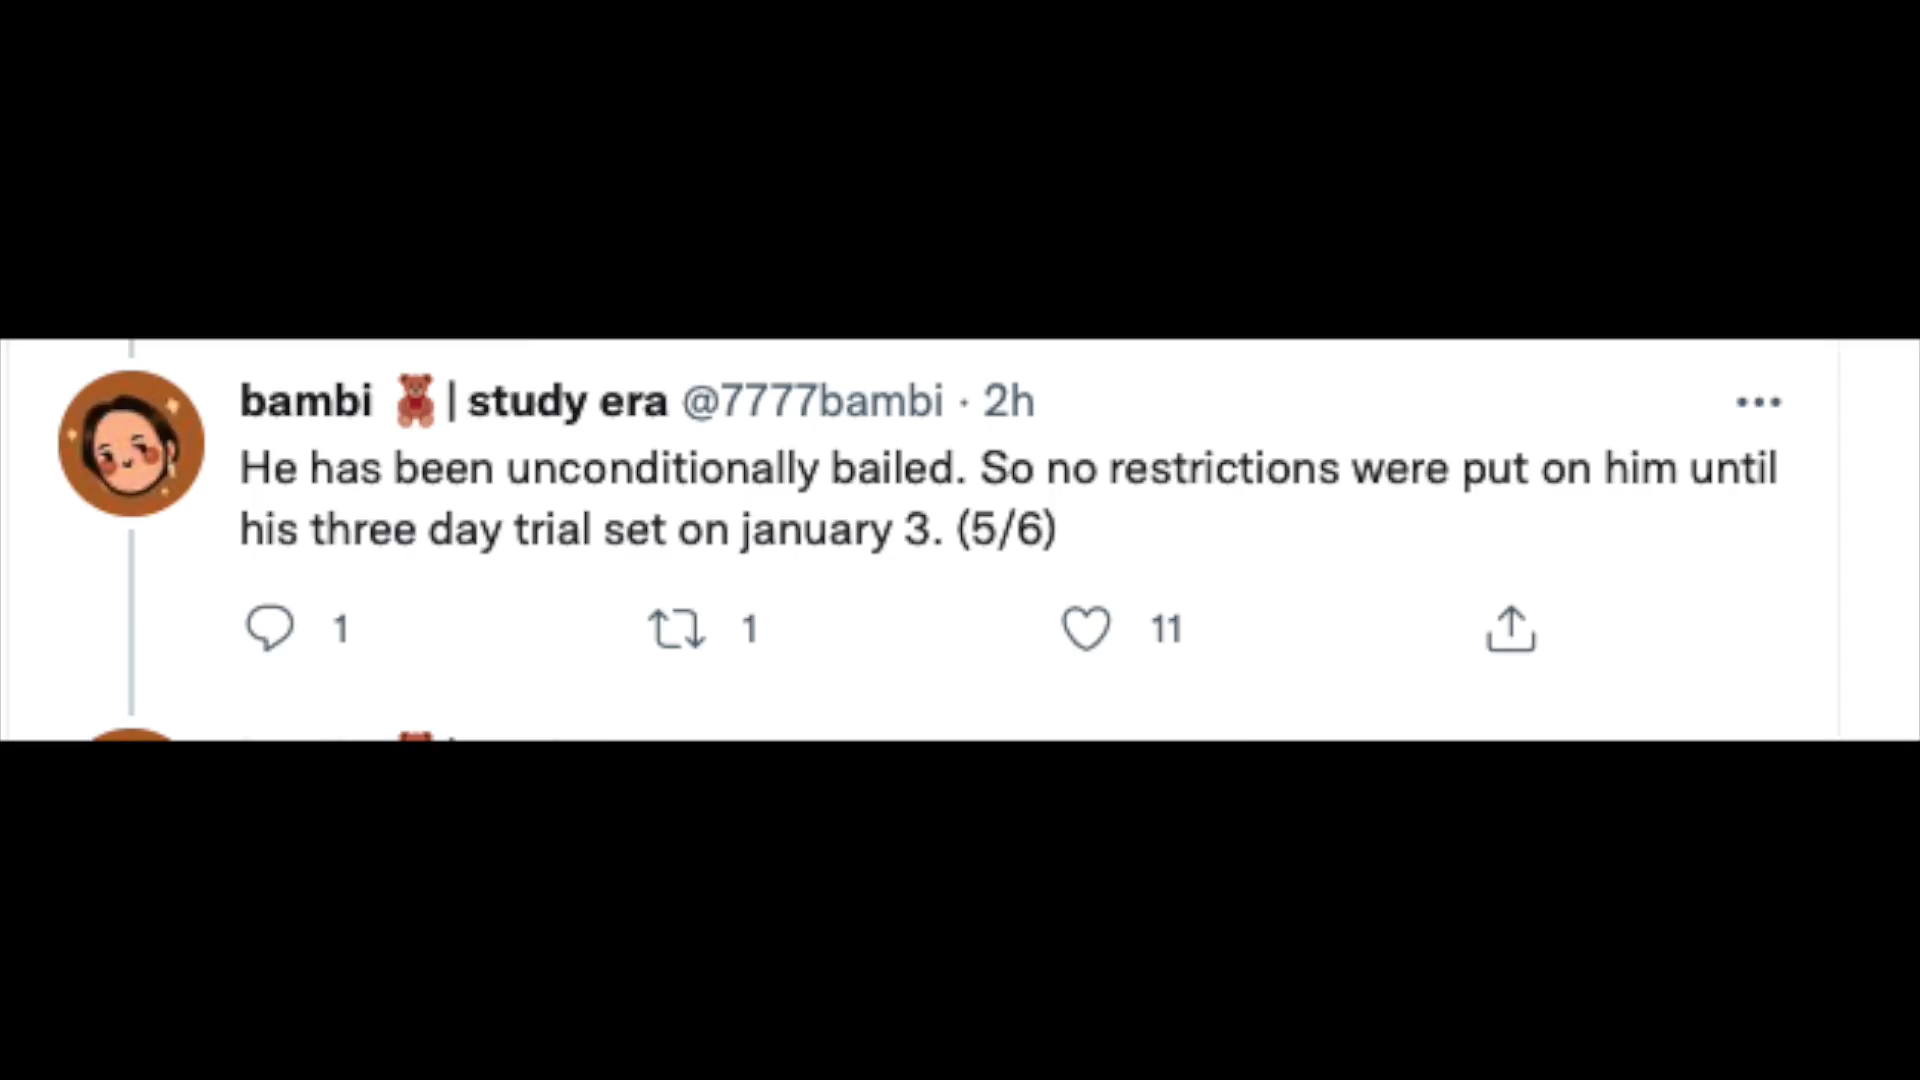 bambi 🧸 | study era @7777bambi · 2h
He has been unconditionally bailed. So no restrictions were put on him until
his three day trial set on january 3. (5/6)
1 1 11